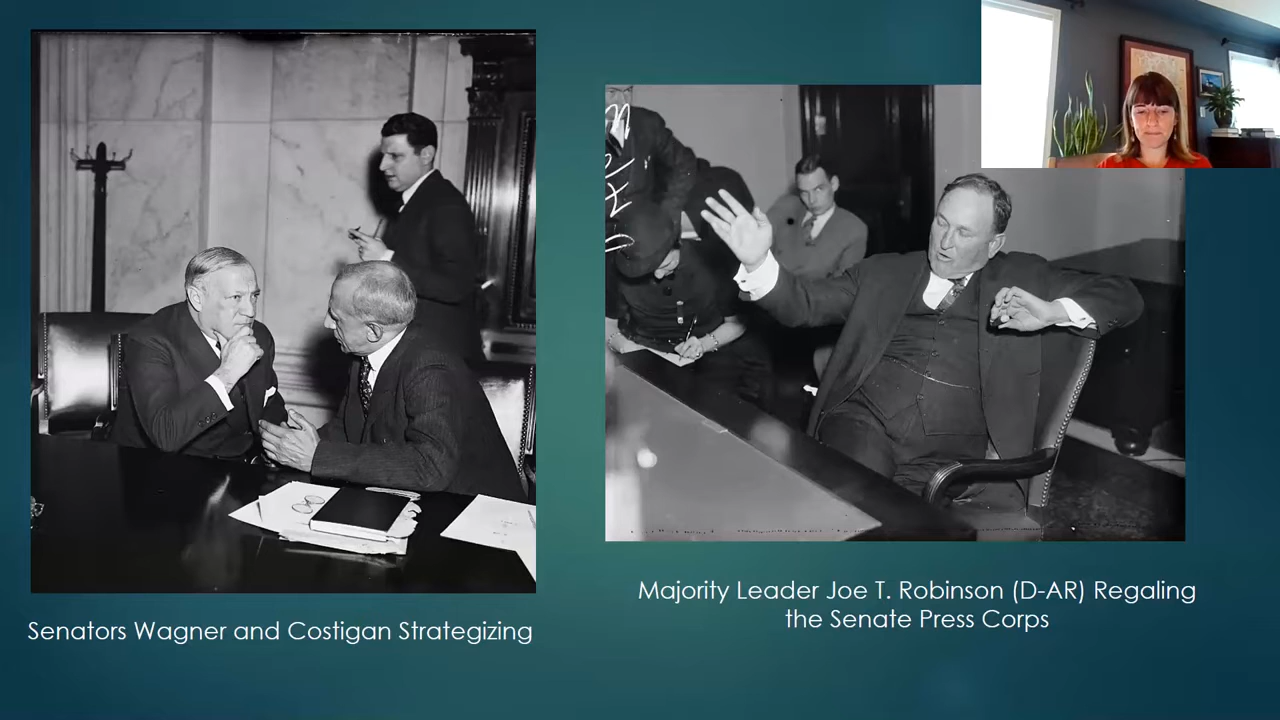 Senators Wagner and Costigan Strategizing
Majority Leader Joe T. Robinson (D-AR) Regaling
the Senate Press Corps